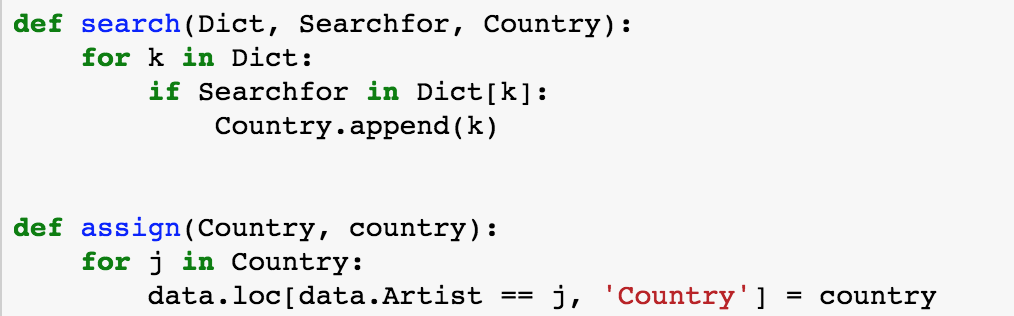 def search(Dict, Searchfor, Country):
    for k in Dict:
        if Searchfor in Dict[k]:
            Country.append(k)
def assign(Country, country):
    for j in Country:
        data.loc[data.Artist == j, 'Country'] = country